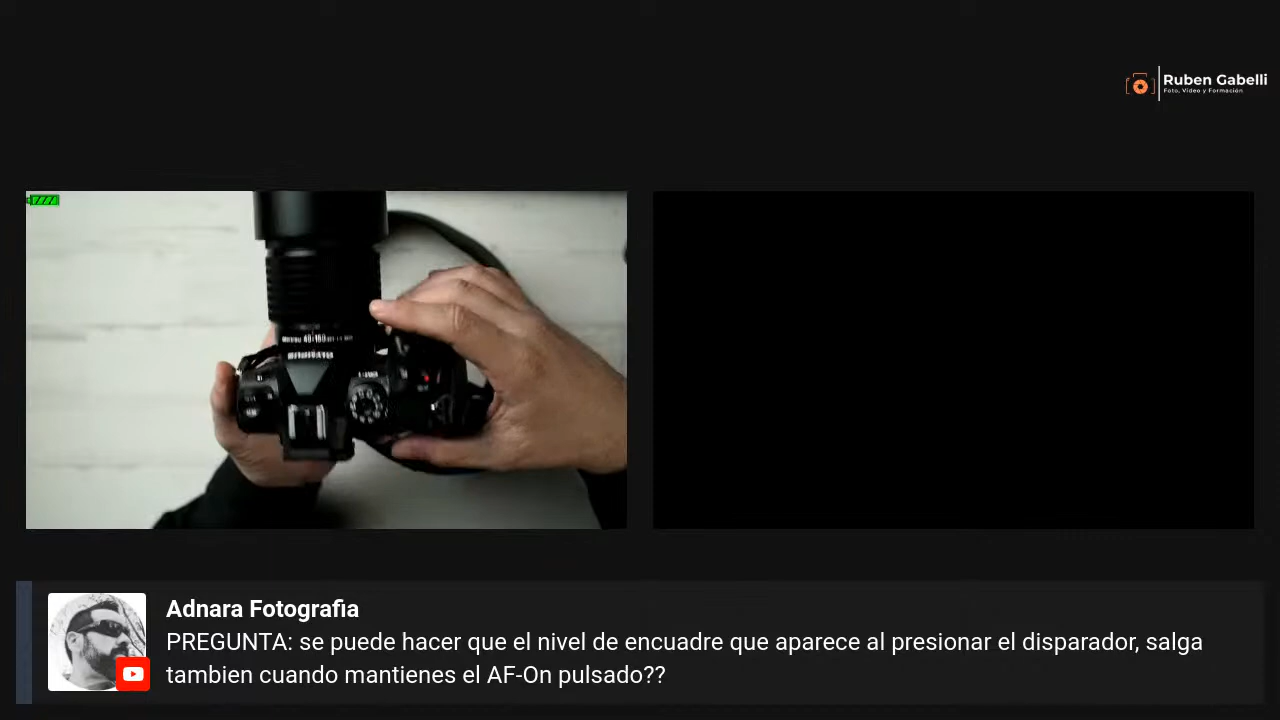 Ruben Gabelli
Foto, Vídeo y Formación
Adnara Fotografia
PREGUNTA: se puede hacer que el nivel de encuadre que aparece al presionar el disparador, salga
tambien cuando mantienes el AF-On pulsado??